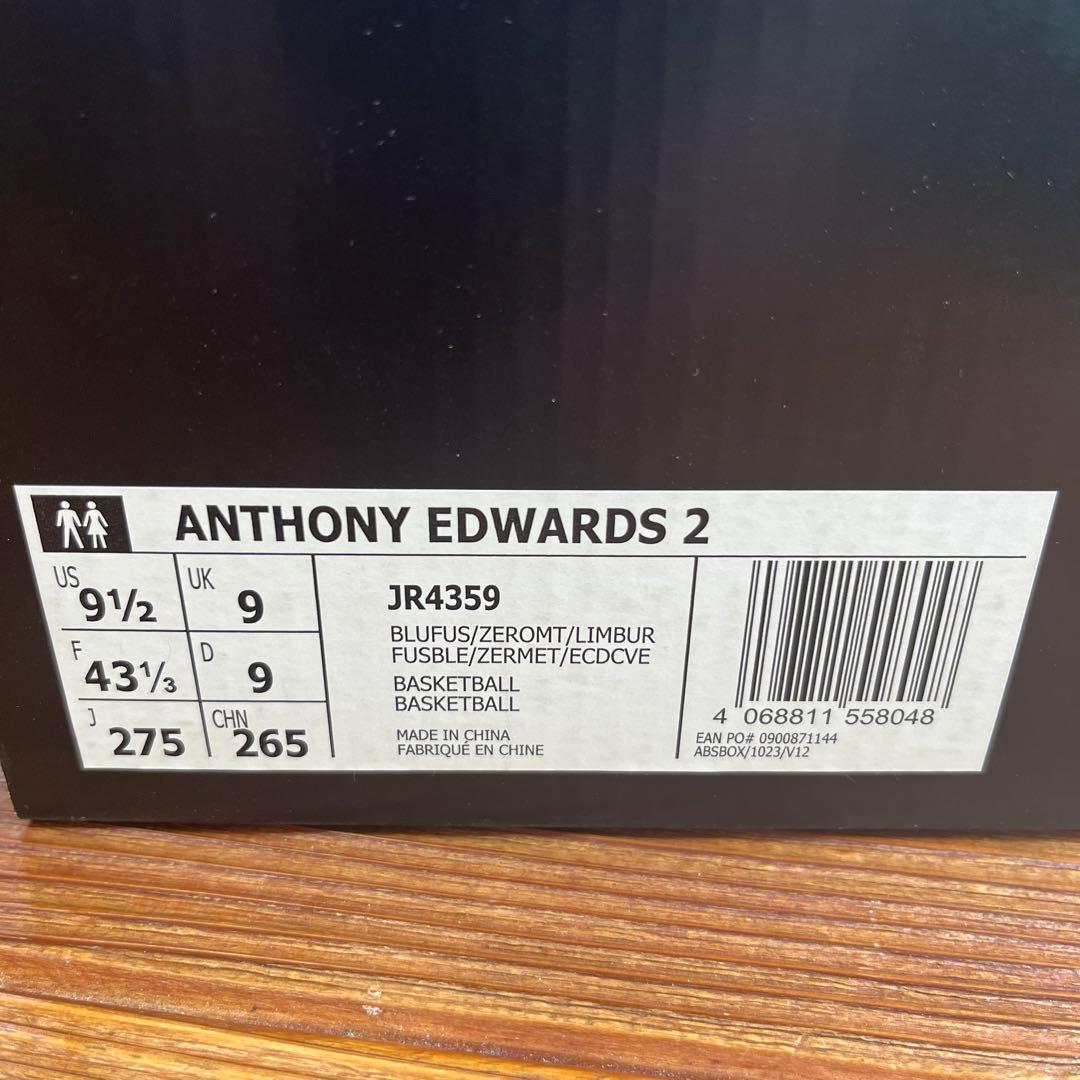 ANTHONY EDWARDS 2
US 9½ UK 9
F 43⅓ D 9
J 275 CHN 265
JR4359
BLUFUS/ZEROMT/LIMBUR
FUSBLE/ZERMET/ECDCVE
BASKETBALL
BASKETBALL
MADE IN CHINA
FABRIQUÉ EN CHINE
4 068811 558048
EAN PO# 0900871144
ABSBOX/1023/V12